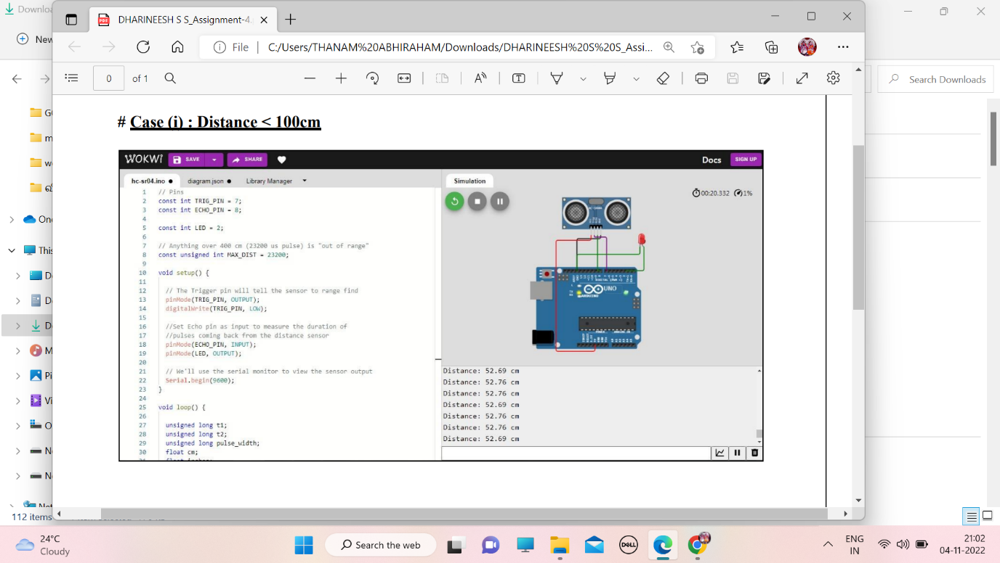 Downloa
DHARINEESH S S_Assignment-4.
New
File
C:/Users/THANAM%20ABHIRAHAM/Downloads/DHARINEESH%20S%20S_Assi...
0 of 1
Search Downloads
# Case (i) : Distance < 100cm
WOKWi SAVE SHARE Docs SIGN UP
hc-sr04.ino ● diagram.json ● Library Manager
Simulation
00:20.332 1%
1 // Pins
2 const int TRIG_PIN = 7;
3 const int ECHO_PIN = 8;
4
5 const int LED = 2;
6
7 // Anything over 400 cm (23200 us pulse) is "out of range"
8 const unsigned int MAX_DIST = 23200;
9
10 void setup() {
11
12 // The Trigger pin will tell the sensor to range find
13 pinMode(TRIG_PIN, OUTPUT);
14 digitalWrite(TRIG_PIN, LOW);
15
16 //Set Echo pin as input to measure the duration of
17 //pulses coming back from the distance sensor
18 pinMode(ECHO_PIN, INPUT);
19 pinMode(LED, OUTPUT);
20
21 // We'll use the serial monitor to view the sensor output
22 Serial.begin(9600);
23 }
24
25 void loop() {
26
27 unsigned long t1;
28 unsigned long t2;
29 unsigned long pulse_width;
30 float cm;
UNO
ARDUINO
Distance: 52.69 cm
Distance: 52.76 cm
Distance: 52.76 cm
Distance: 52.69 cm
Distance: 52.76 cm
Distance: 52.76 cm
Distance: 52.69 cm
One
This
112 items
24°C
Cloudy
Search the web
DELL
ENG
IN
21:02
04-11-2022